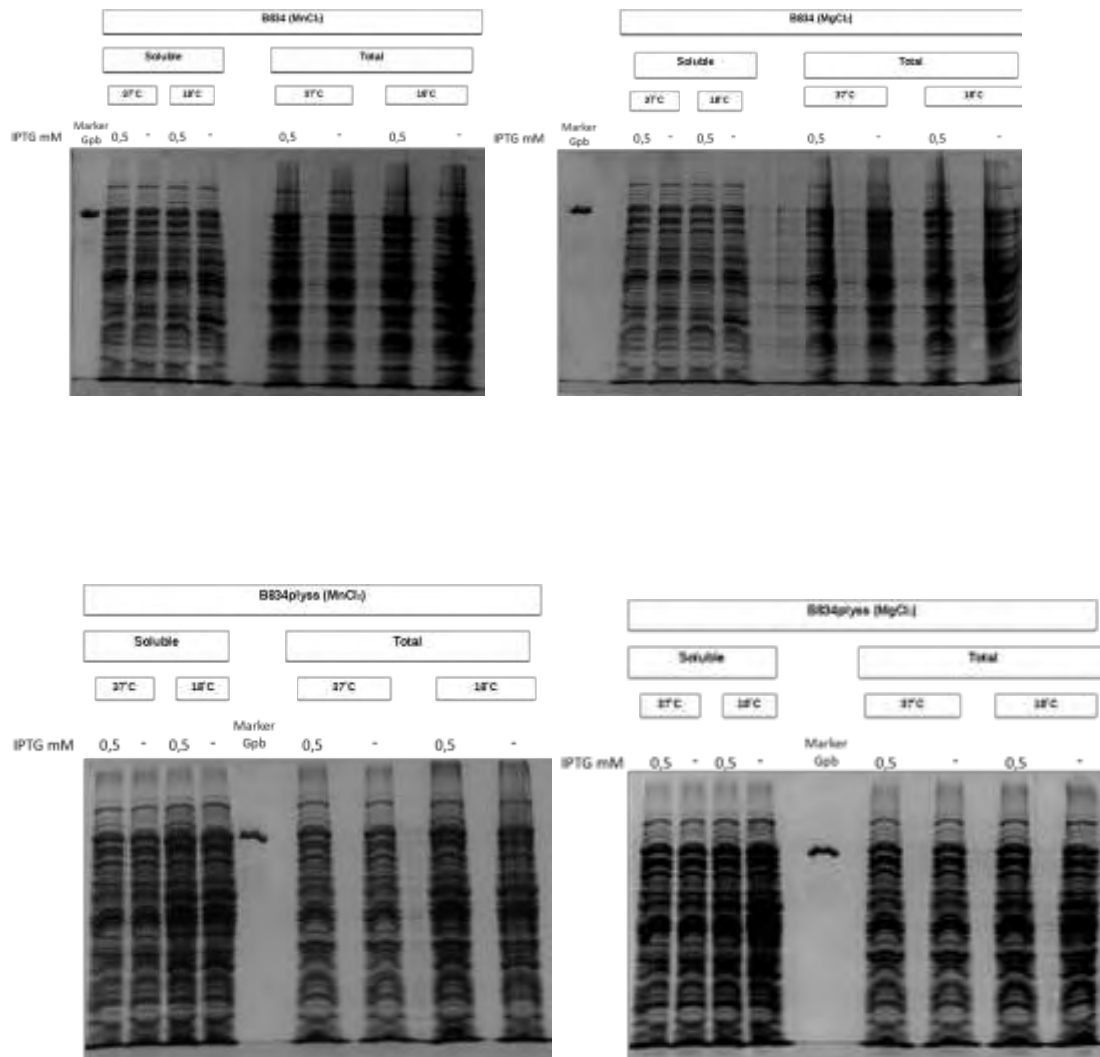 B834 (MnCl₂)
Soluble Total
37°C 18°C 37°C 18°C
Marker
Gpb
IPTG mM 0,5 - 0,5 - 0,5 - 0,5 -
B834 (MgCl₂)
Soluble Total
37°C 18°C 37°C 18°C
Marker
Gpb
IPTG mM 0,5 - 0,5 - 0,5 - 0,5 -
B834plyss (MnCl₂)
Soluble Total
37°C 18°C 37°C 18°C
Marker
Gpb
IPTG mM 0,5 - 0,5 - 0,5 - 0,5 -
B834plyss (MgCl₂)
Soluble Total
37°C 18°C 37°C 18°C
Marker
Gpb
IPTG mM 0,5 - 0,5 - 0,5 - 0,5 -